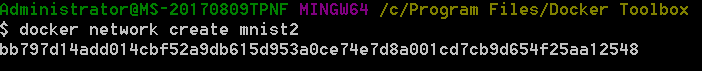 Administrator@MS-20170809TPNF MINGW64 /c/Program Files/Docker Toolbox
$ docker network create mnist2
bb797d14add014cbf52a9db615d953a0ce74e7d8a001cd7cb9d654f25aa12548